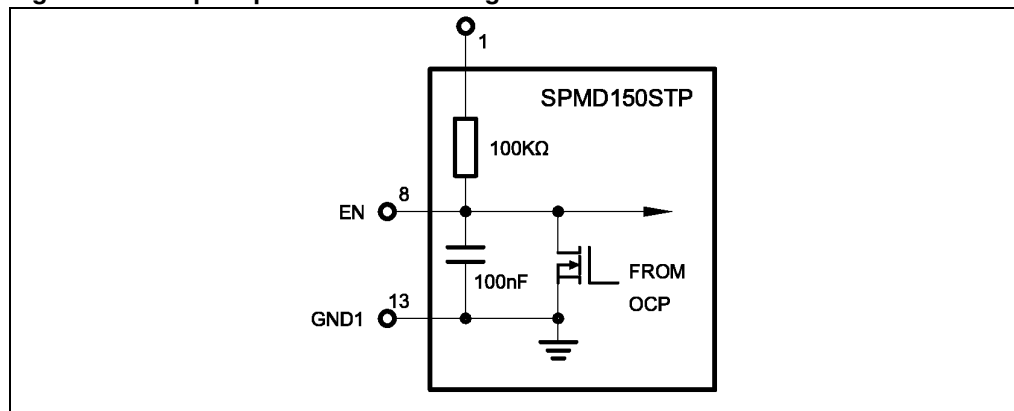 1
SPMD150STP
100KΩ
8
EN
100nF
FROM
OCP
13
GND1